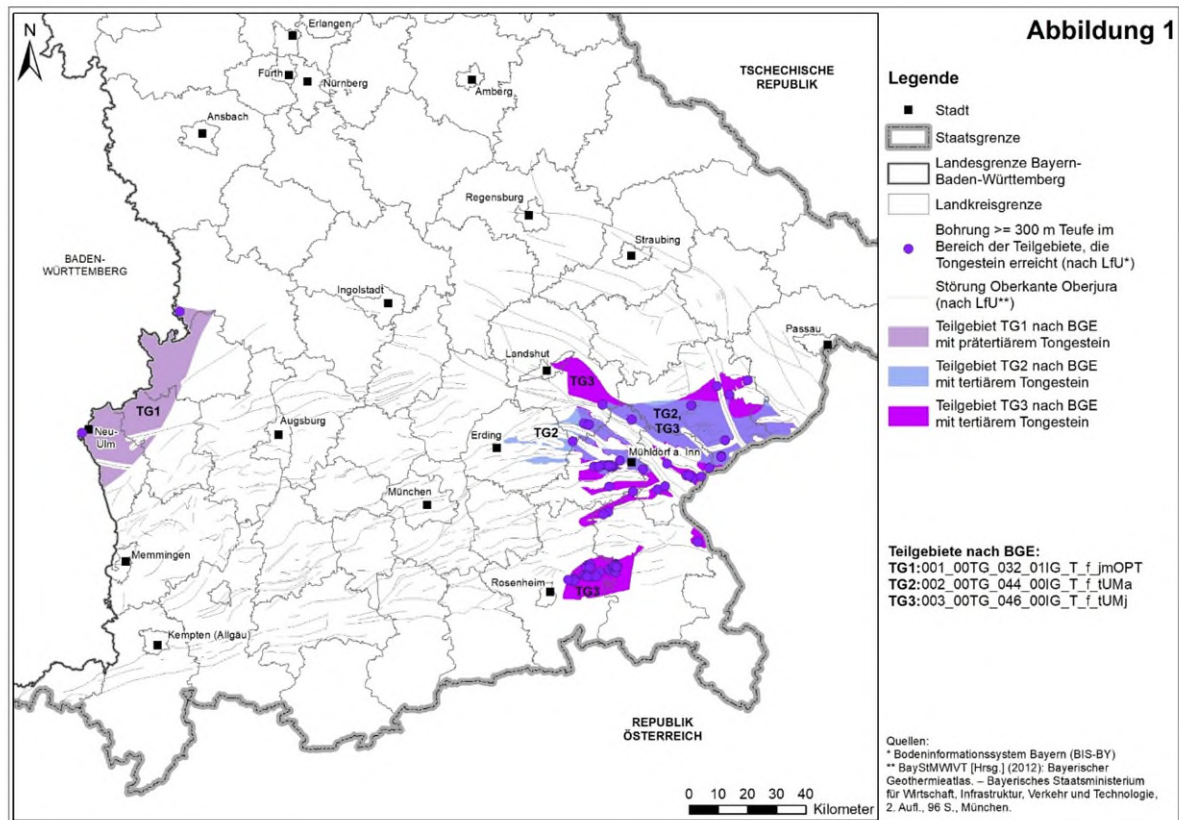 Abbildung 1
N
Erlangen
Fürth
Nürnberg
Amberg
TSCHECHISCHE
REPUBLIK
Ansbach
Regensburg
Straubing
BADEN-
WÜRTTEMBERG
Ingolstadt
Passau
Landshut
TG3
TG1
Neu-
Ulm
Augsburg
Erding
TG2
TG2,
TG3
Mühldorf a. Inn
München
Memmingen
Rosenheim
TG3
Kempten (Allgäu)
REPUBLIK
ÖSTERREICH
0 10 20 30 40
Kilometer
Legende
Stadt
Staatsgrenze
Landesgrenze Bayern-
Baden-Württemberg
Landkreisgrenze
Bohrung >= 300 m Teufe im
Bereich der Teilgebiete, die
Tongestein erreicht (nach LfU*)
Störung Oberkante Oberjura
(nach LfU**)
Teilgebiet TG1 nach BGE
mit prätertiärem Tongestein
Teilgebiet TG2 nach BGE
mit tertiärem Tongestein
Teilgebiet TG3 nach BGE
mit tertiärem Tongestein
Teilgebiete nach BGE:
TG1:001_00TG_032_01IG_T_f_jmOPT
TG2:002_00TG_044_00IG_T_f_tUMa
TG3:003_00TG_046_00IG_T_f_tUMj
Quellen:
* Bodeninformationssystem Bayern (BIS-BY)
** BayStMWIVT [Hrsg.] (2012): Bayerischer
Geothermieatlas. – Bayerisches Staatsministerium
für Wirtschaft, Infrastruktur, Verkehr und Technologie,
2. Aufl., 96 S., München.